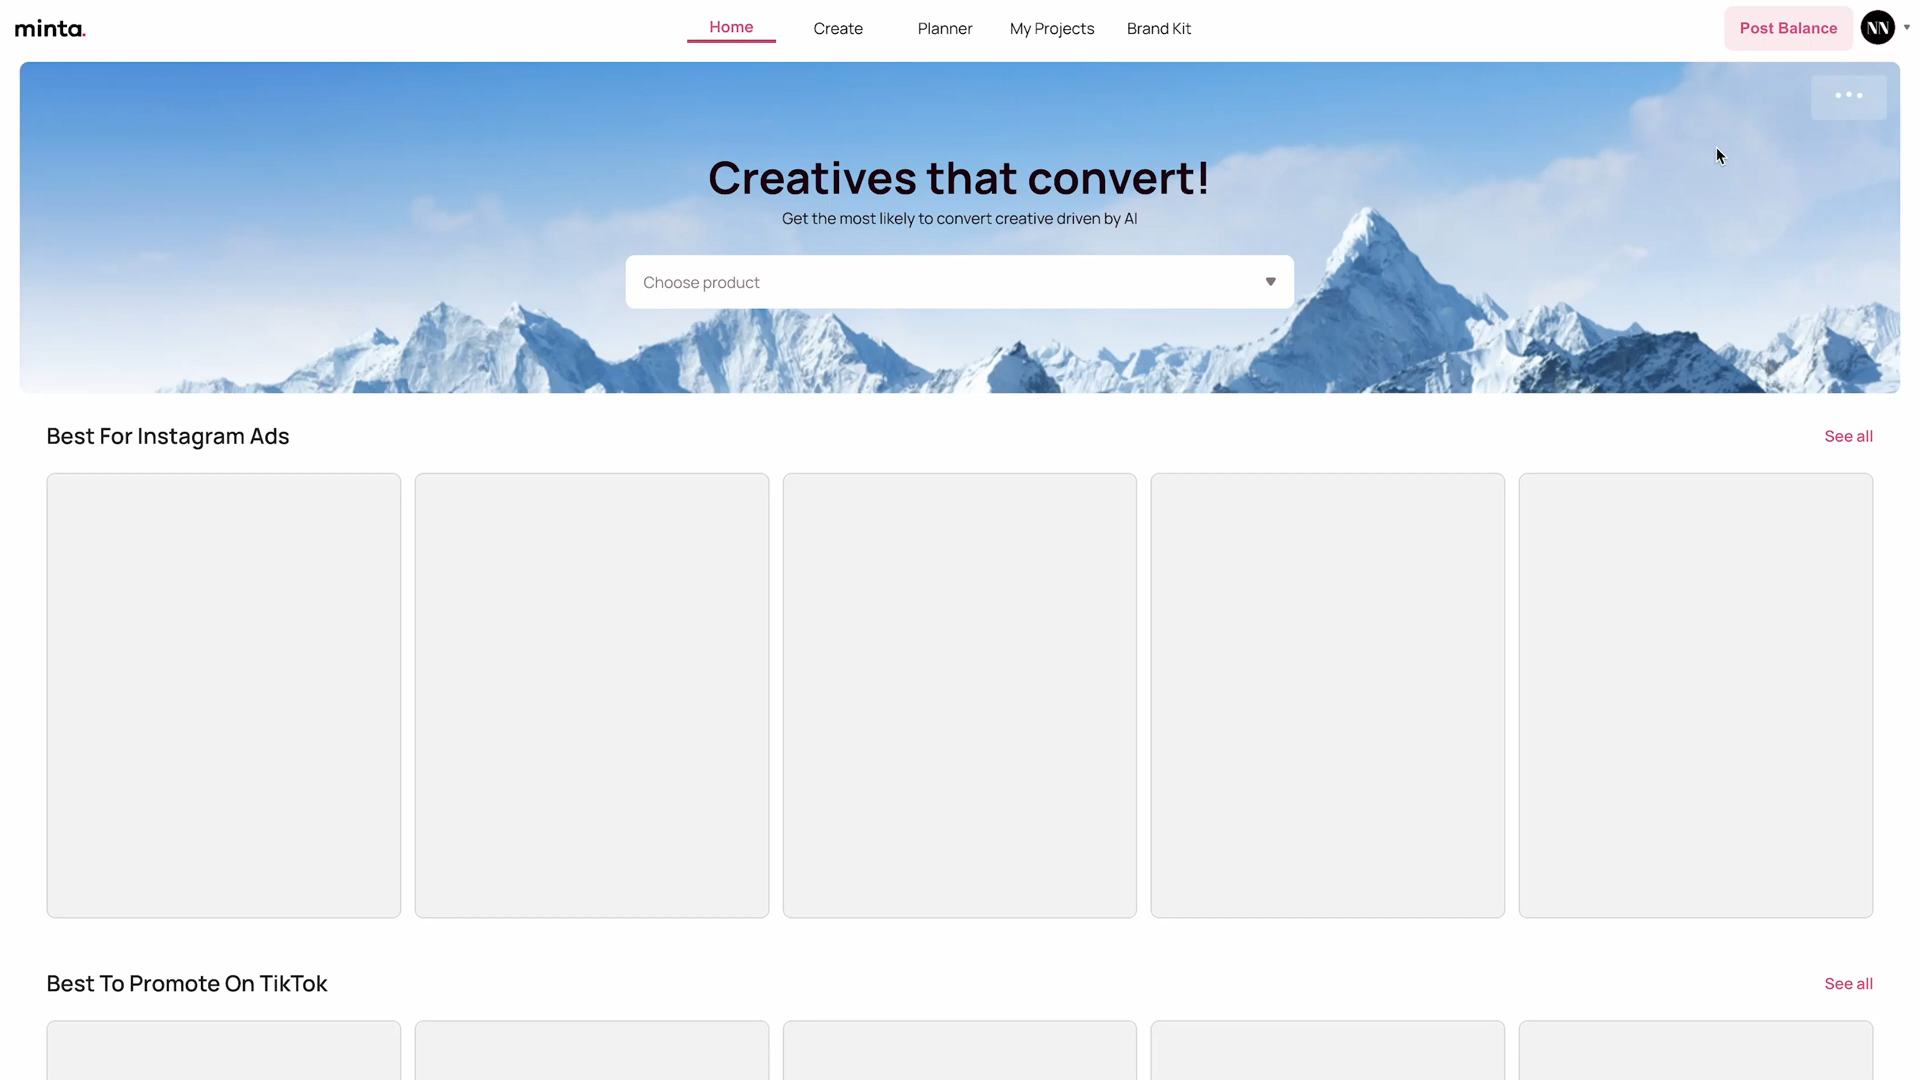 minta.
Home
Create
Planner
My Projects
Brand Kit
Post Balance
NN
Creatives that convert!
Get the most likely to convert creative driven by AI
Choose product
Best For Instagram Ads
See all
Best To Promote On TikTok
See all